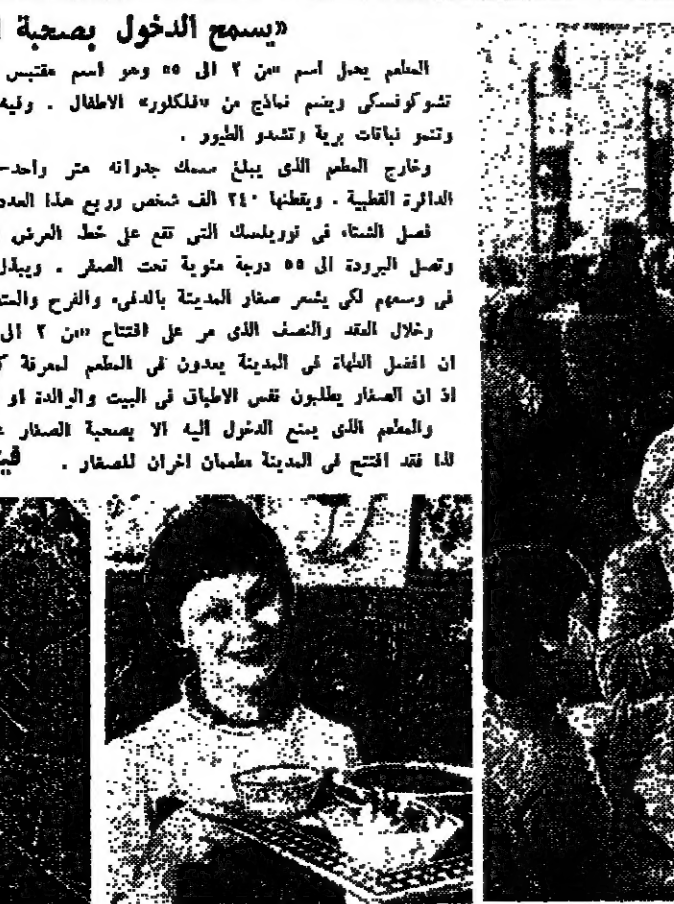 «يسمح الدخول بصحبة
المطعم يحمل اسم «من ٢ الى ٥» وهو اسم مقتبس
تشوكوفسكي ويضم نماذج من «فلكلور» الاطفال . وفيه
وتنمو نباتات برية وتشدو الطيور .
وخارج المطعم الذى يبلغ سمك جدرانه متر واحد-
الدائرة القطبية . ويقطنها ٢٤٠ الف شخص وربع هذا العدد
فصل الشتاء فى نوريلسك التي تقع على خط العرض
وتصل البرودة الى ٥٥ درجة مئوية تحت الصفر . ويبذل
فى وسعهم لكى يشعر صغار المدينة بالدفىء والفرح
وخلال العقد والنصف الذى مر على افتتاح «من ٢ الى
ان افضل الطهاة فى المدينة يعدون فى المطعم لمعرفة
اذ ان الصغار يطلبون نفس الاطباق فى البيت والوالدة او
والمطعم الذى يمنع الدخول اليه الا بصحبة الصغار
لذا فقد افتتح فى المدينة مطعمان اخران للصغار .